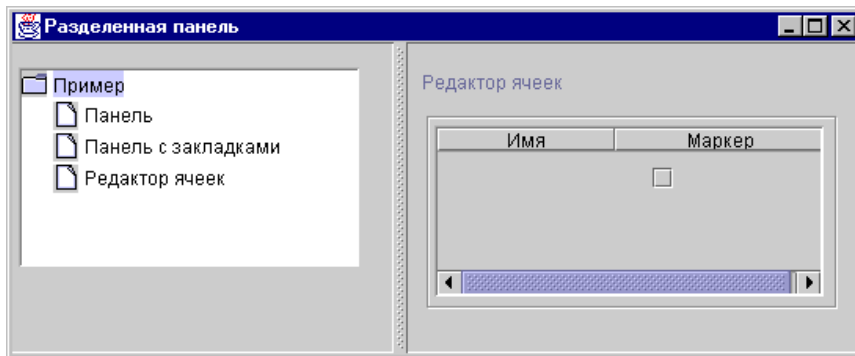 Разделенная панель
Пример
Панель
Панель с закладками
Редактор ячеек
Редактор ячеек
Имя Маркер